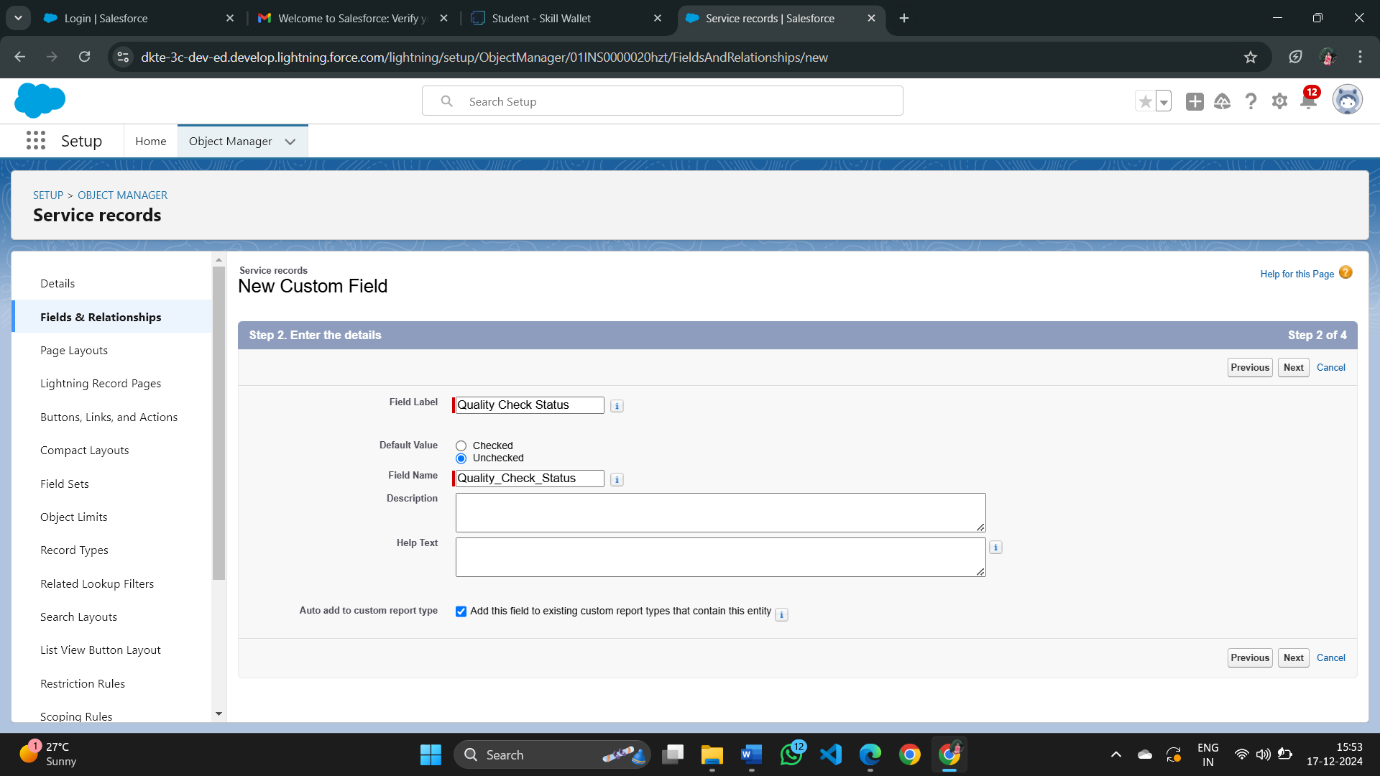 Login | Salesforce
Welcome to Salesforce: Verify y
Student - Skill Wallet
Service records | Salesforce
dkte-3c-dev-ed.develop.lightning.force.com/lightning/setup/ObjectManager/01INS0000020hzt/FieldsAndRelationships/new
Search Setup
12
Setup
Home
Object Manager
SETUP > OBJECT MANAGER
Service records
Details
Fields & Relationships
Page Layouts
Lightning Record Pages
Buttons, Links, and Actions
Compact Layouts
Field Sets
Object Limits
Record Types
Related Lookup Filters
Search Layouts
List View Button Layout
Restriction Rules
Scoping Rules
Service records
New Custom Field
Help for this Page ?
Step 2. Enter the details Step 2 of 4
Previous Next Cancel
Field Label Quality Check Status i
Default Value Checked
Unchecked
Field Name Quality_Check_Status i
Description
Help Text i
Auto add to custom report type Add this field to existing custom report types that contain this entity i
Previous Next Cancel
1
27°C
Sunny
Search
W
12
ENG
IN
15:53
17-12-2024